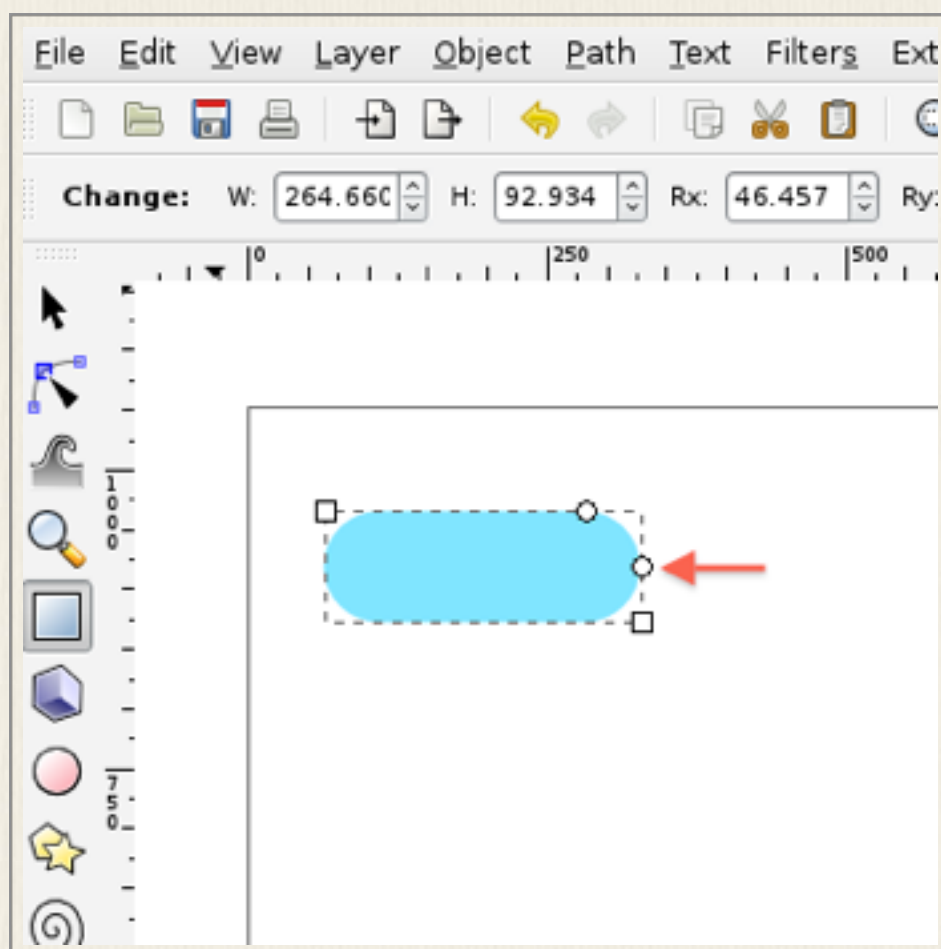 File Edit View Layer Object Path Text Filters Ext
Change: W: 264.660 H: 92.934 Rx: 46.457 Ry:
0 250 500
1000
750